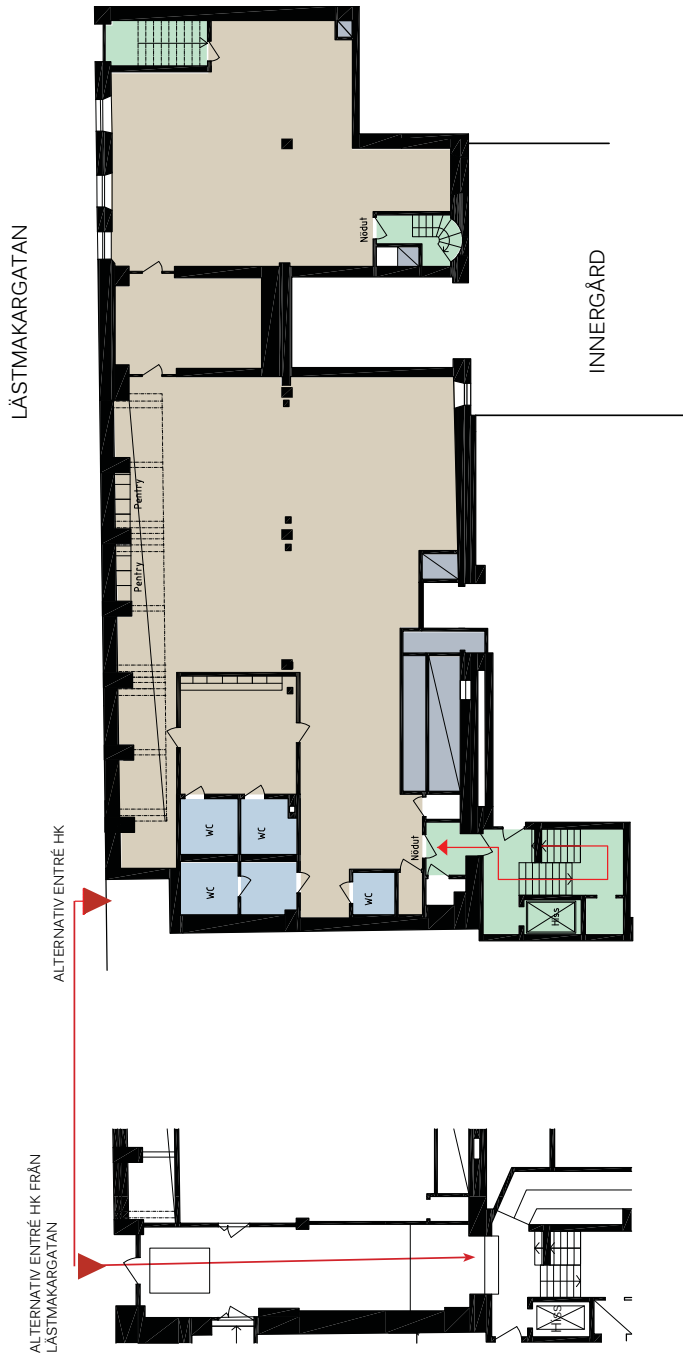 LÄSTMAKARGATAN
Nödut
INNERGÅRD
Pentry
Pentry
WC
WC
WC
WC
Nödut
Hiss
ALTERNATIV ENTRÉ HK
ALTERNATIV ENTRÉ HK FRÅN
LÄSTMAKARGATAN
Hiss